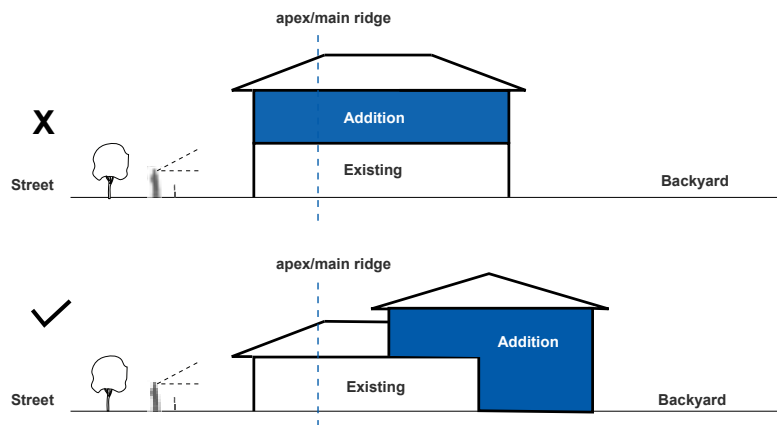 apex/main ridge
X
Addition
Existing
Street
Backyard
apex/main ridge
Addition
Existing
Street
Backyard